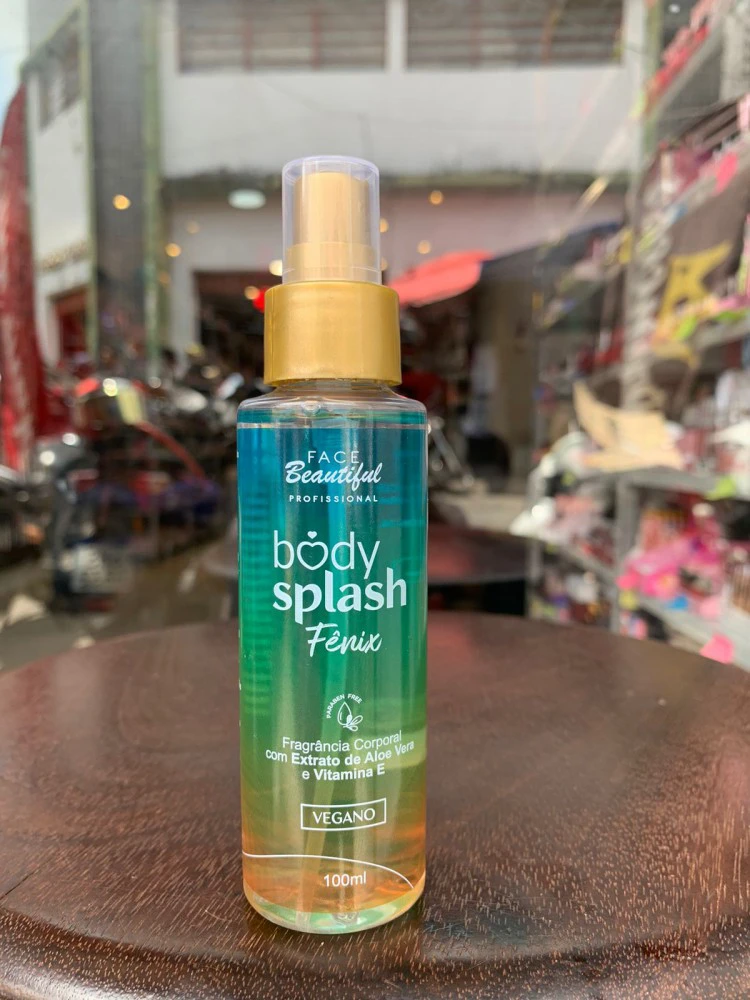 FACE
Beautiful
PROFISSIONAL
body
splash
Fênix
PARABEN FREE
Fragrância Corporal
com Extrato de Aloe Vera
e Vitamina E
VEGANO
100ml